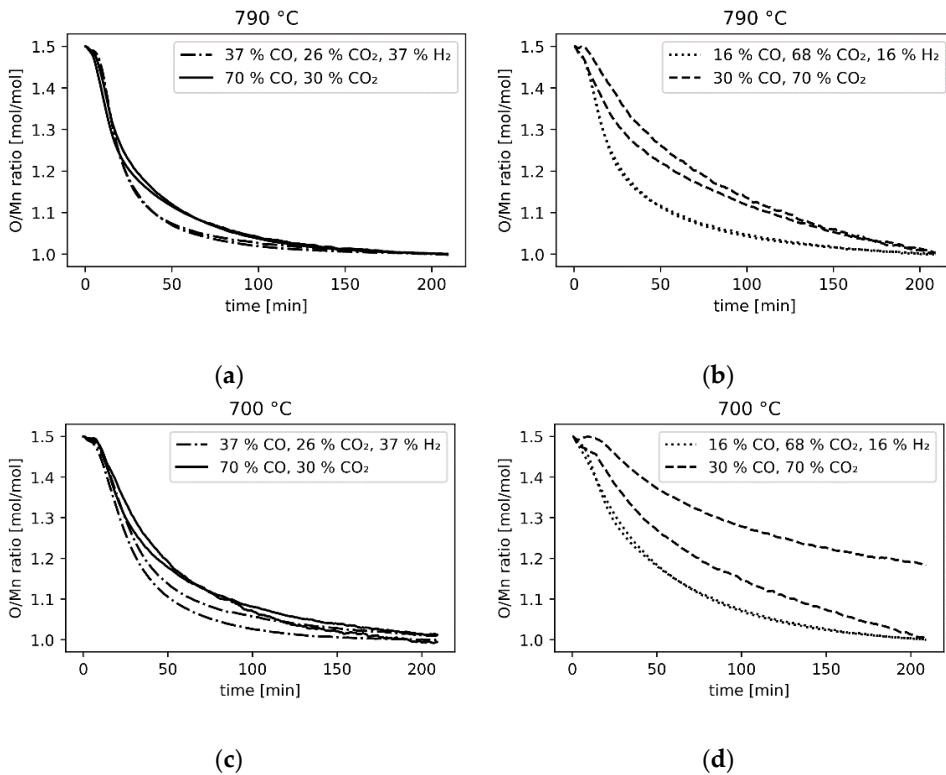 790 °C
1.5
1.4
1.3
1.2
1.1
1.0
O/Mn ratio [mol/mol]
37 % CO, 26 % CO₂, 37 % H₂
70 % CO, 30 % CO₂
0
50
100
150
200
time [min]
(a)
790 °C
1.5
1.4
1.3
1.2
1.1
1.0
O/Mn ratio [mol/mol]
16 % CO, 68 % CO₂, 16 % H₂
30 % CO, 70 % CO₂
0
50
100
150
200
time [min]
(b)
700 °C
1.5
1.4
1.3
1.2
1.1
1.0
O/Mn ratio [mol/mol]
37 % CO, 26 % CO₂, 37 % H₂
70 % CO, 30 % CO₂
0
50
100
150
200
time [min]
(c)
700 °C
1.5
1.4
1.3
1.2
1.1
1.0
O/Mn ratio [mol/mol]
16 % CO, 68 % CO₂, 16 % H₂
30 % CO, 70 % CO₂
0
50
100
150
200
time [min]
(d)